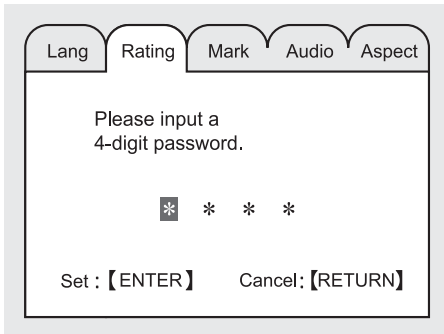 Lang Rating Mark Audio Aspect
Please input a
4-digit password.
* * * *
Set :【ENTER】 Cancel:【RETURN】